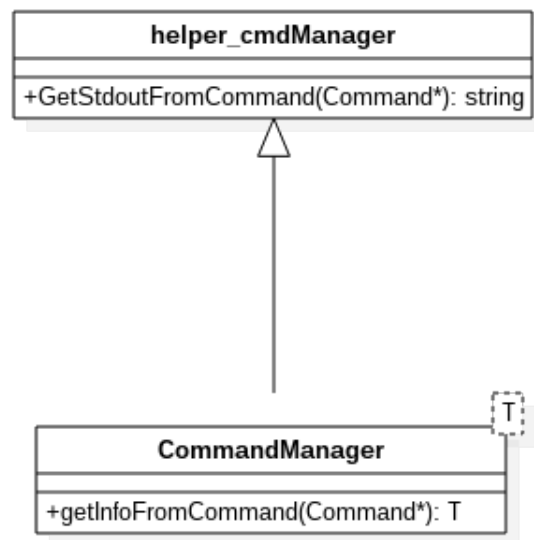 helper_cmdManager
+GetStdoutFromCommand(Command*): string
T
CommandManager
+getInfoFromCommand(Command*): T